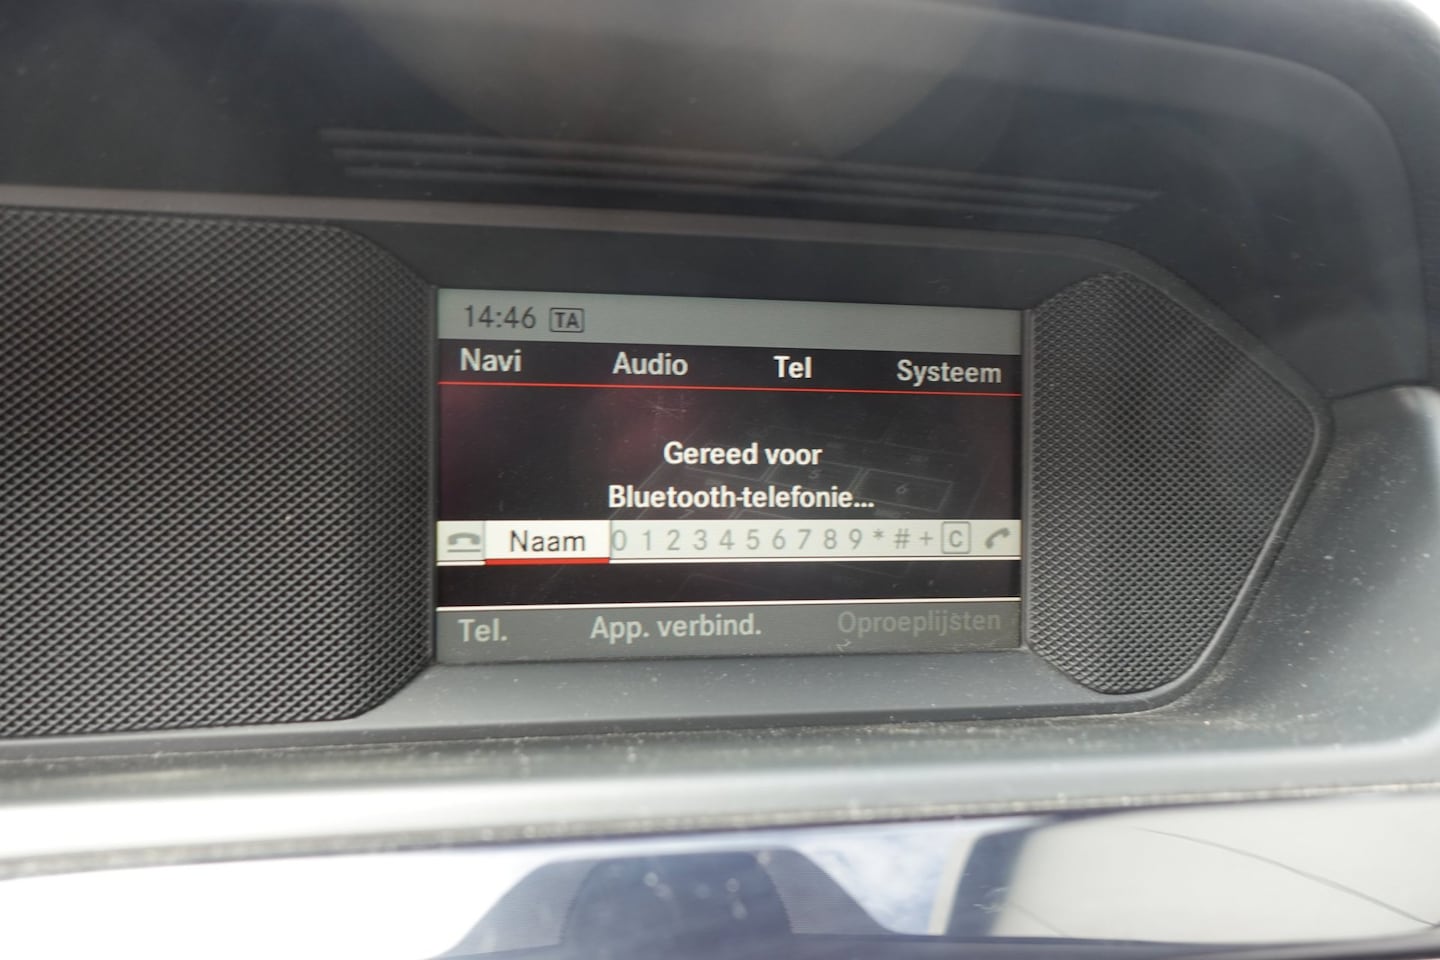 14:46 TA
Navi Audio Tel Systeem
Gereed voor
Bluetooth-telefonie...
Naam 0 1 2 3 4 5 6 7 8 9 * # + C
Tel. App. verbind. Oproeplijsten